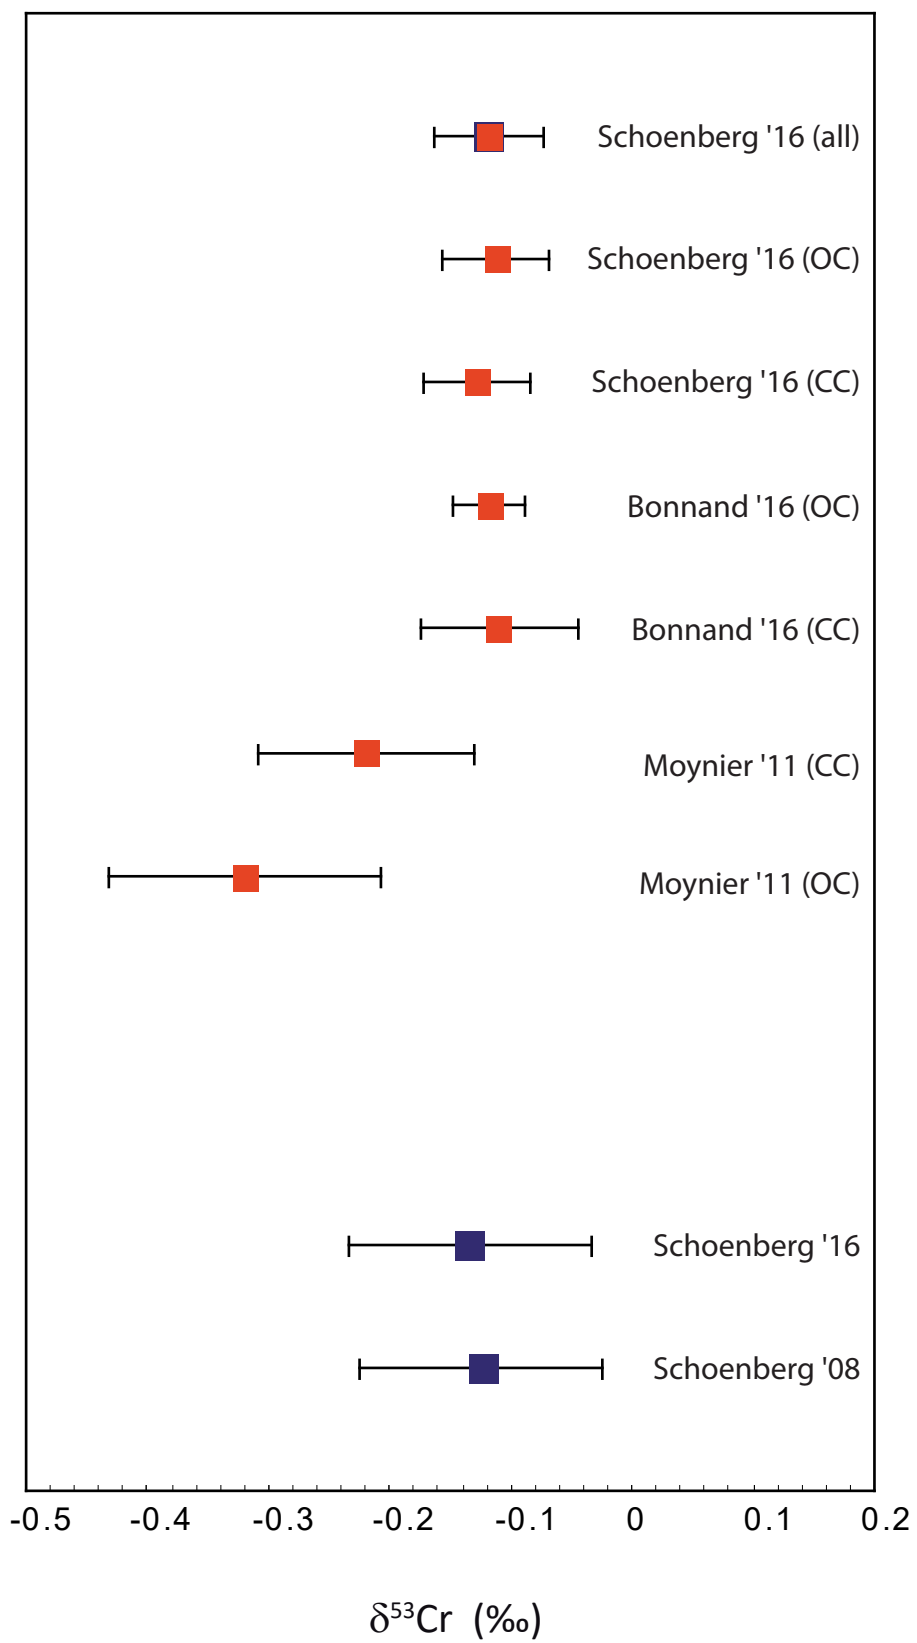 Schoenberg '16 (all)
Schoenberg '16 (OC)
Schoenberg '16 (CC)
Bonnand '16 (OC)
Bonnand '16 (CC)
Moynier '11 (CC)
Moynier '11 (OC)
Schoenberg '16
Schoenberg '08
-0.5 -0.4 -0.3 -0.2 -0.1 0 0.1 0.2
δ⁵³Cr (‰)